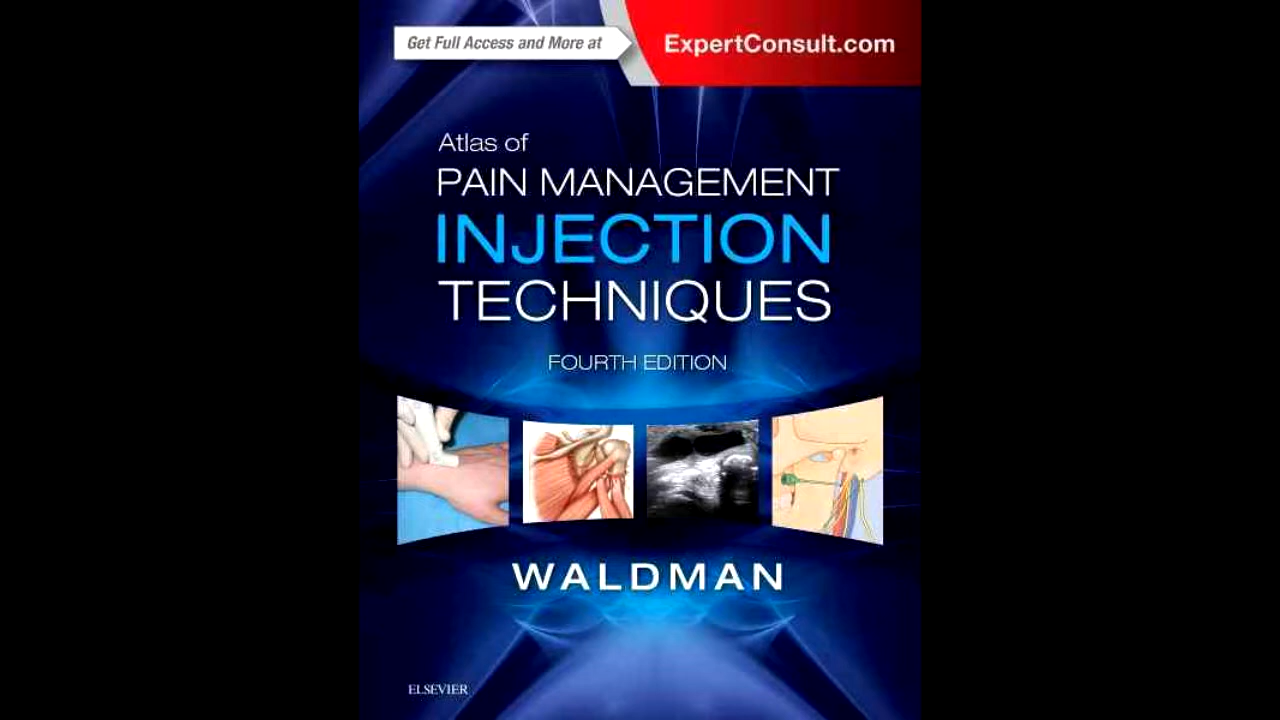 Get Full Access and More at
ExpertConsult.com
Atlas of
PAIN MANAGEMENT
INJECTION
TECHNIQUES
FOURTH EDITION
WALDMAN
ELSEVIER